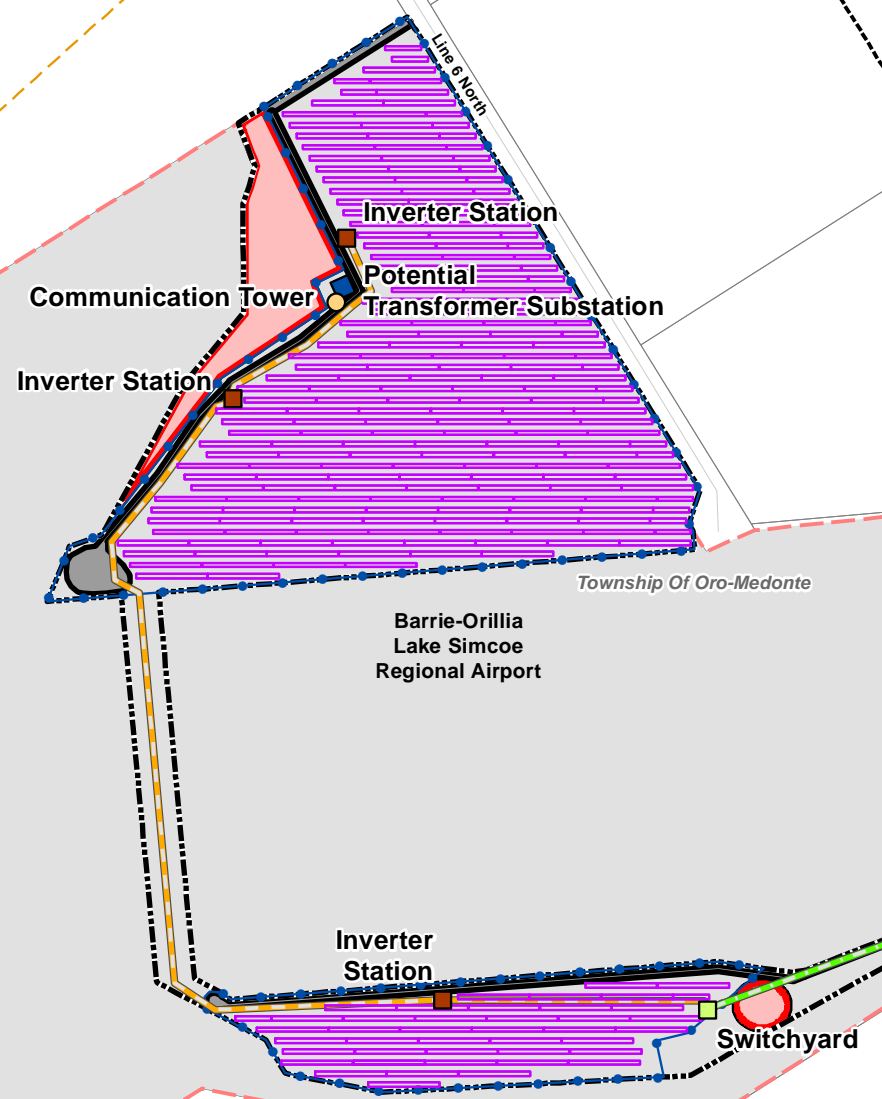 Line 6 North
Inverter Station
Potential
Transformer Substation
Communication Tower
Inverter Station
Township Of Oro-Medonte
Barrie-Orillia
Lake Simcoe
Regional Airport
Inverter
Station
Switchyard